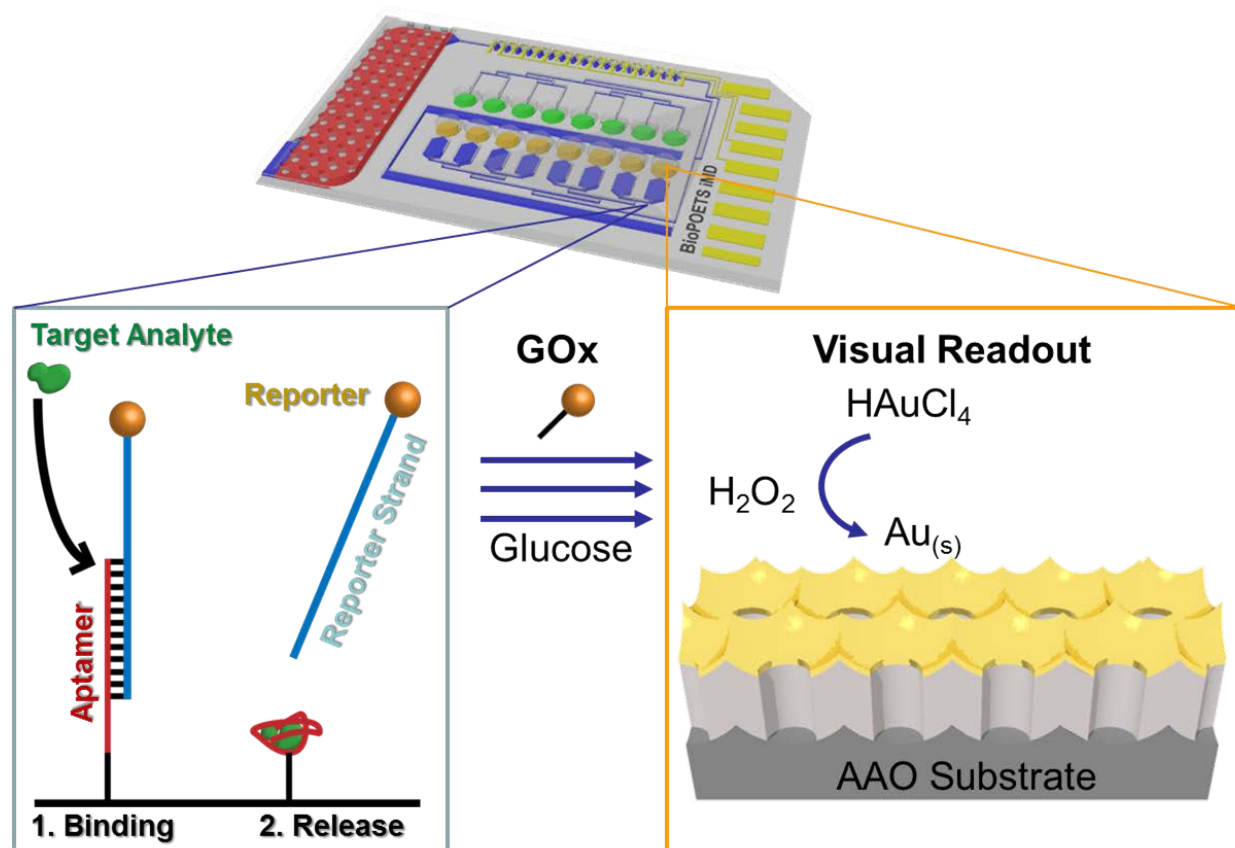 BioPOETS iMD
Target Analyte
Reporter
Reporter Strand
Aptamer
1. Binding
2. Release
GOx
Glucose
Visual Readout
HAuCl₄
H₂O₂
Au₍ₛ₎
AAO Substrate